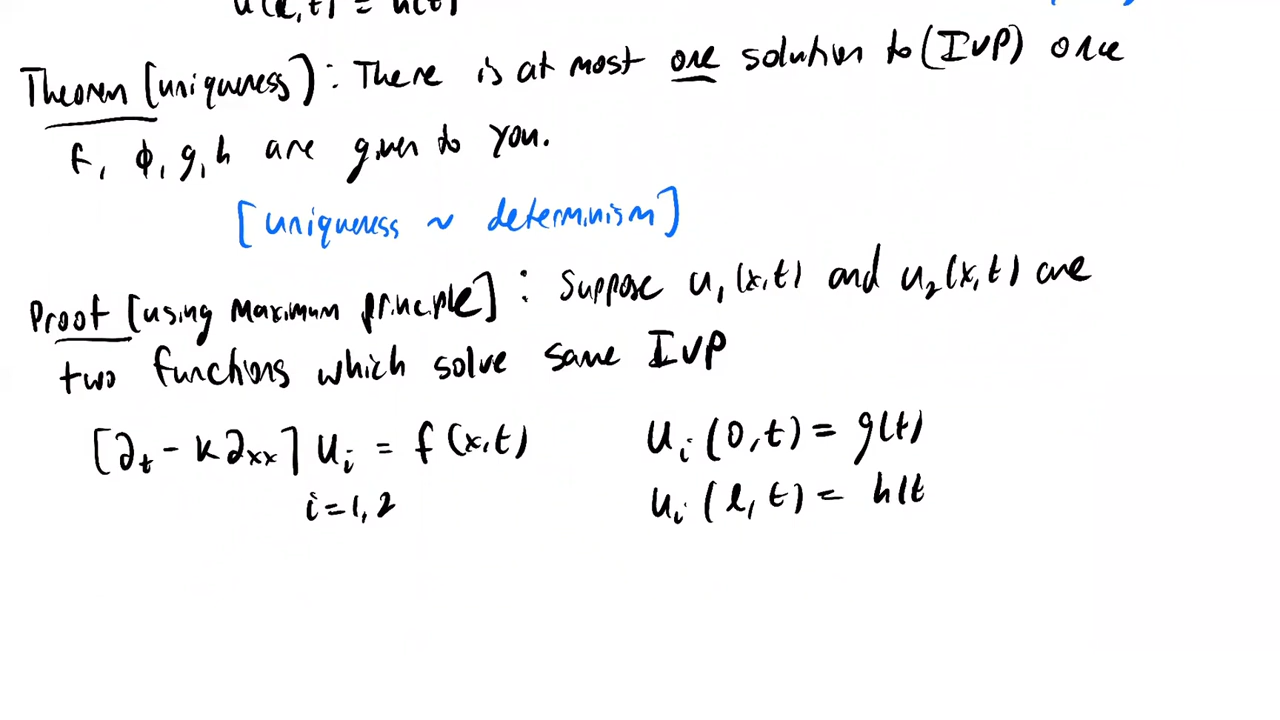 u(l,t) = h(t)
Theorem [uniqueness]: There is at most one solution to (IVP) once
f, ϕ, g, h are given to you.
[uniqueness ~ determinism]
Proof [using Maximum principle]: Suppose u₁(x,t) and u₂(x,t) are
two functions which solve same IVP
[∂ₜ - k∂ₓₓ] uᵢ = f(x,t) uᵢ(0,t) = g(t)
i=1,2 uᵢ(l,t) = h(t